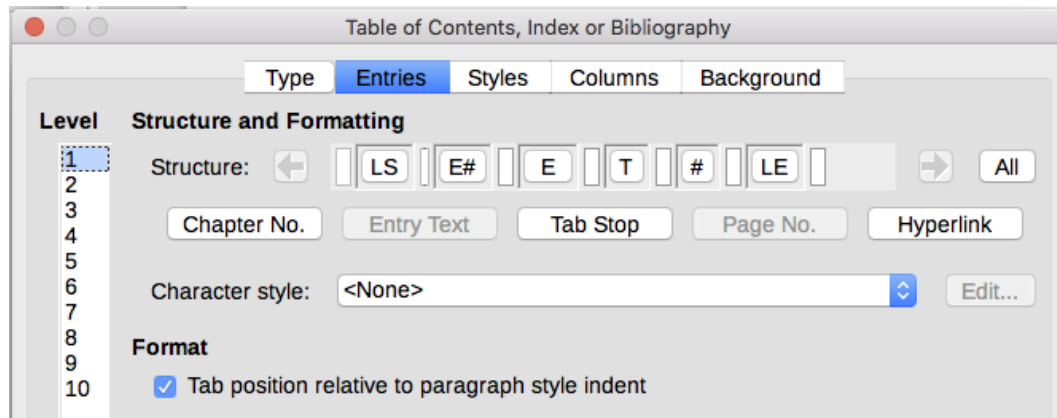 Table of Contents, Index or Bibliography
Type Entries Styles Columns Background
Level Structure and Formatting
1 Structure: LS E# E T # LE All
2
3 Chapter No. Entry Text Tab Stop Page No. Hyperlink
4
5
6 Character style: <None> Edit...
7
8 Format
9
10 Tab position relative to paragraph style indent